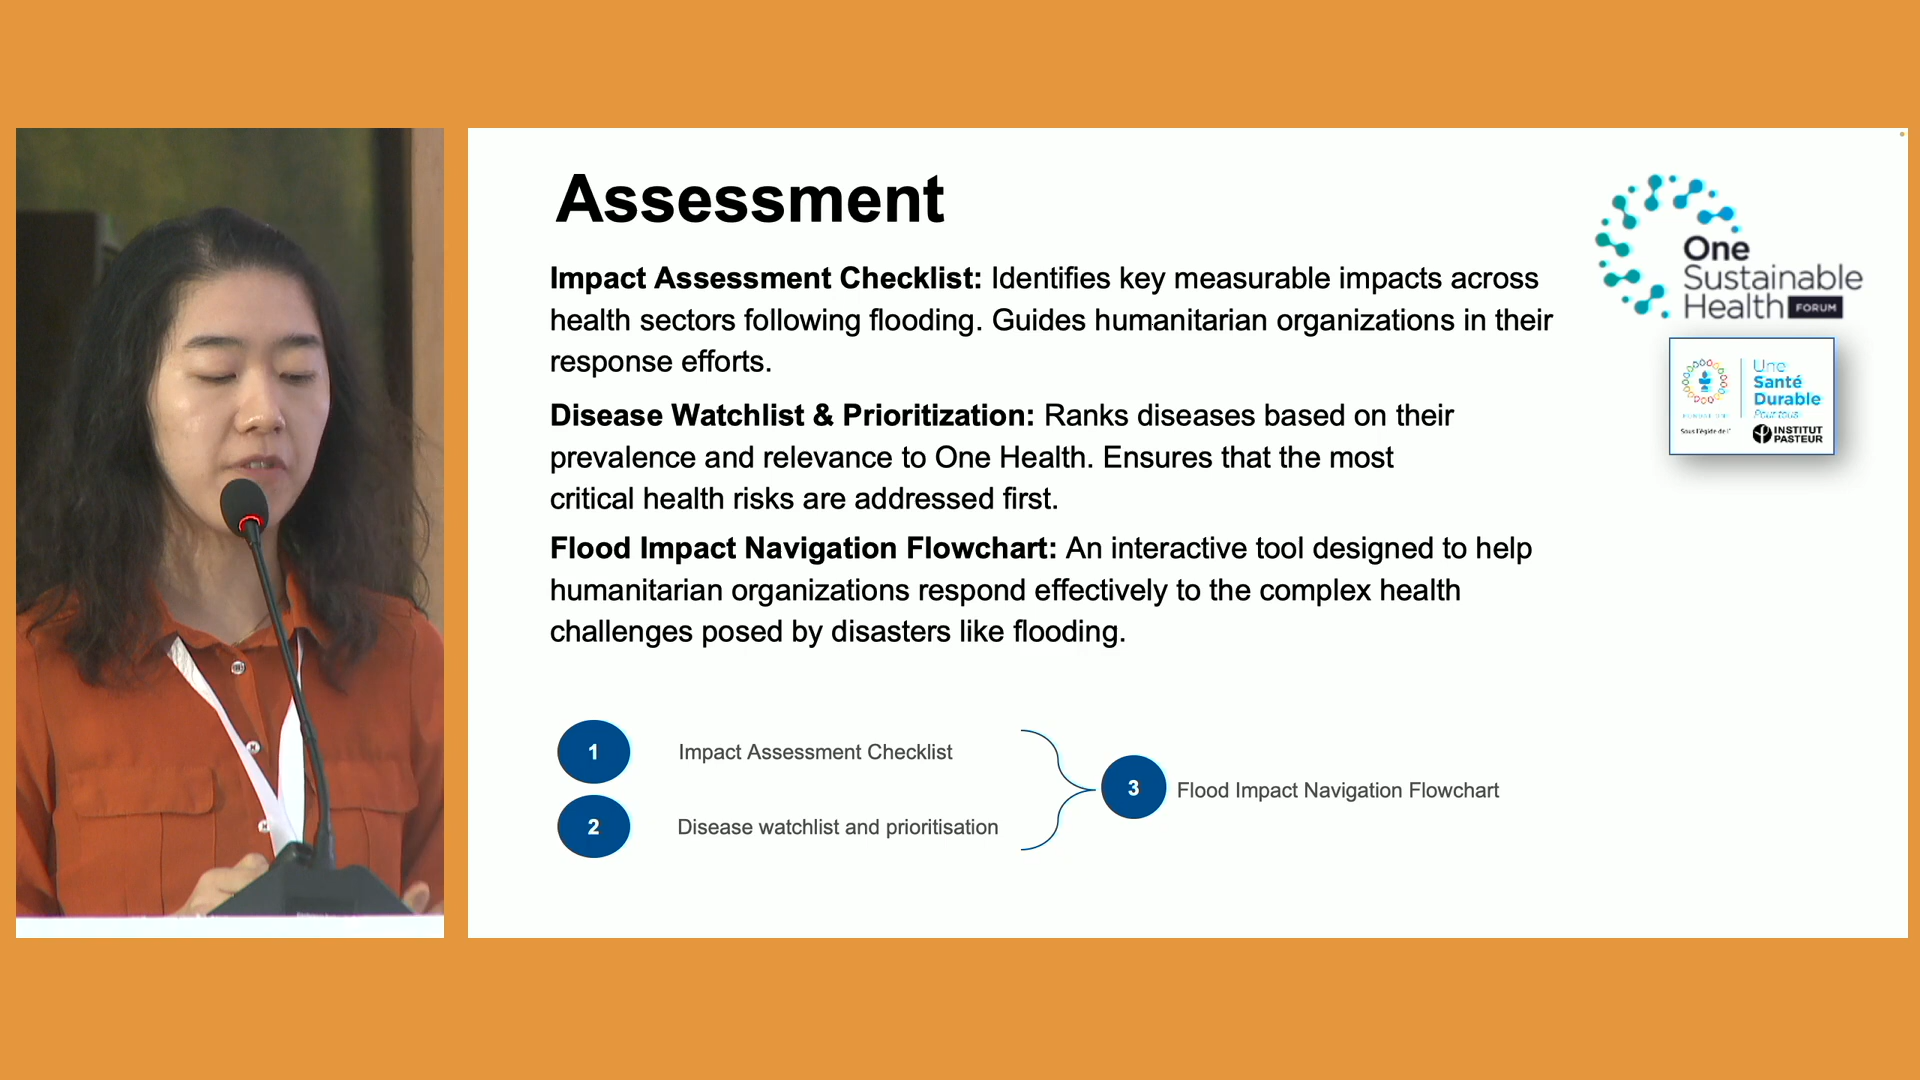 Assessment
Impact Assessment Checklist: Identifies key measurable impacts across
health sectors following flooding. Guides humanitarian organizations in their
response efforts.
Disease Watchlist & Prioritization: Ranks diseases based on their
prevalence and relevance to One Health. Ensures that the most
critical health risks are addressed first.
Flood Impact Navigation Flowchart: An interactive tool designed to help
humanitarian organizations respond effectively to the complex health
challenges posed by disasters like flooding.
1 Impact Assessment Checklist
2 Disease watchlist and prioritisation
3 Flood Impact Navigation Flowchart
One
Sustainable
Health FORUM
Une
Santé
Durable
Pour tous
Sous l'égide de l'
INSTITUT
PASTEUR